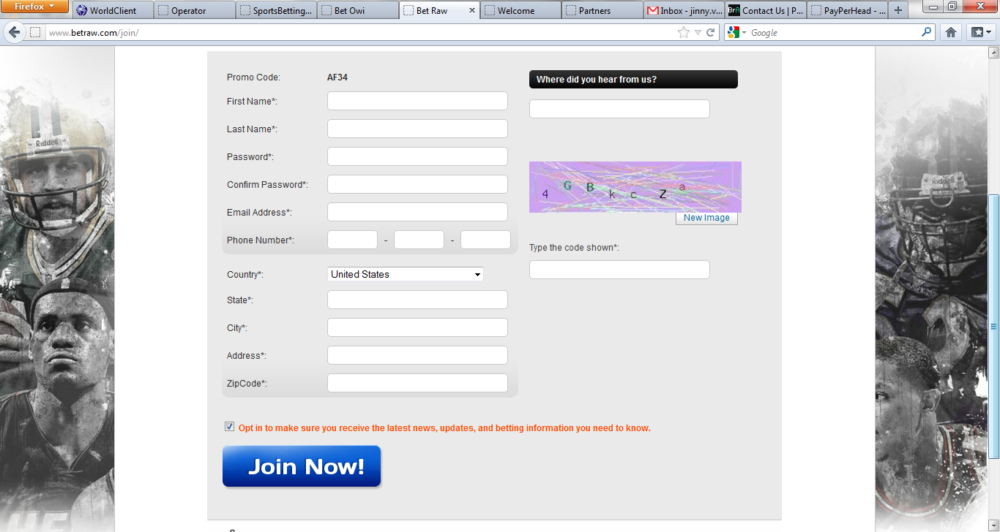 Firefox
WorldClient
Operator
SportsBetting...
Bet Owi
Bet Raw
Welcome
Partners
Inbox - jinny.v...
Contact Us | P...
PayPerHead - ...
www.betraw.com/join/
Google
Promo Code:
AF34
Where did you hear from us?
First Name*:
Last Name*:
Password*:
Confirm Password*:
Email Address*:
Phone Number*:
-
-
4 G B k c Z a
New Image
Type the code shown*:
Country*:
United States
State*:
City*:
Address*:
ZipCode*:
Opt in to make sure you receive the latest news, updates, and betting information you need to know.
Join Now!
Riddell
Riddell